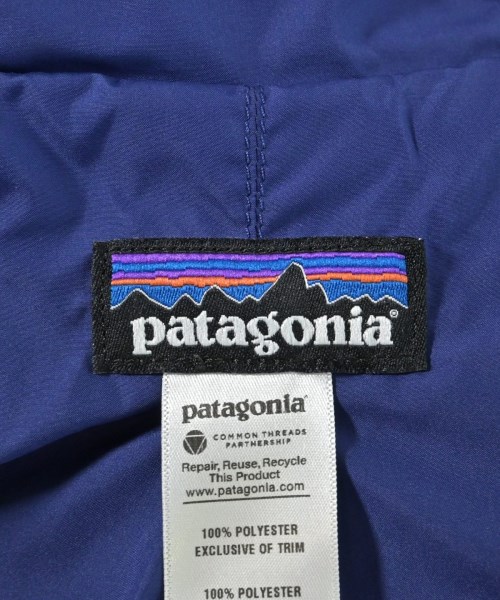 patagonia®
patagonia®
COMMON THREADS
PARTNERSHIP
Repair, Reuse, Recycle
This Product
www.patagonia.com
100% POLYESTER
EXCLUSIVE OF TRIM
100% POLYESTER